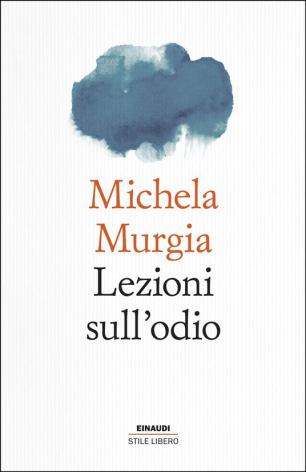 Michela
Murgia
Lezioni
sull'odio
EINAUDI
STILE LIBERO